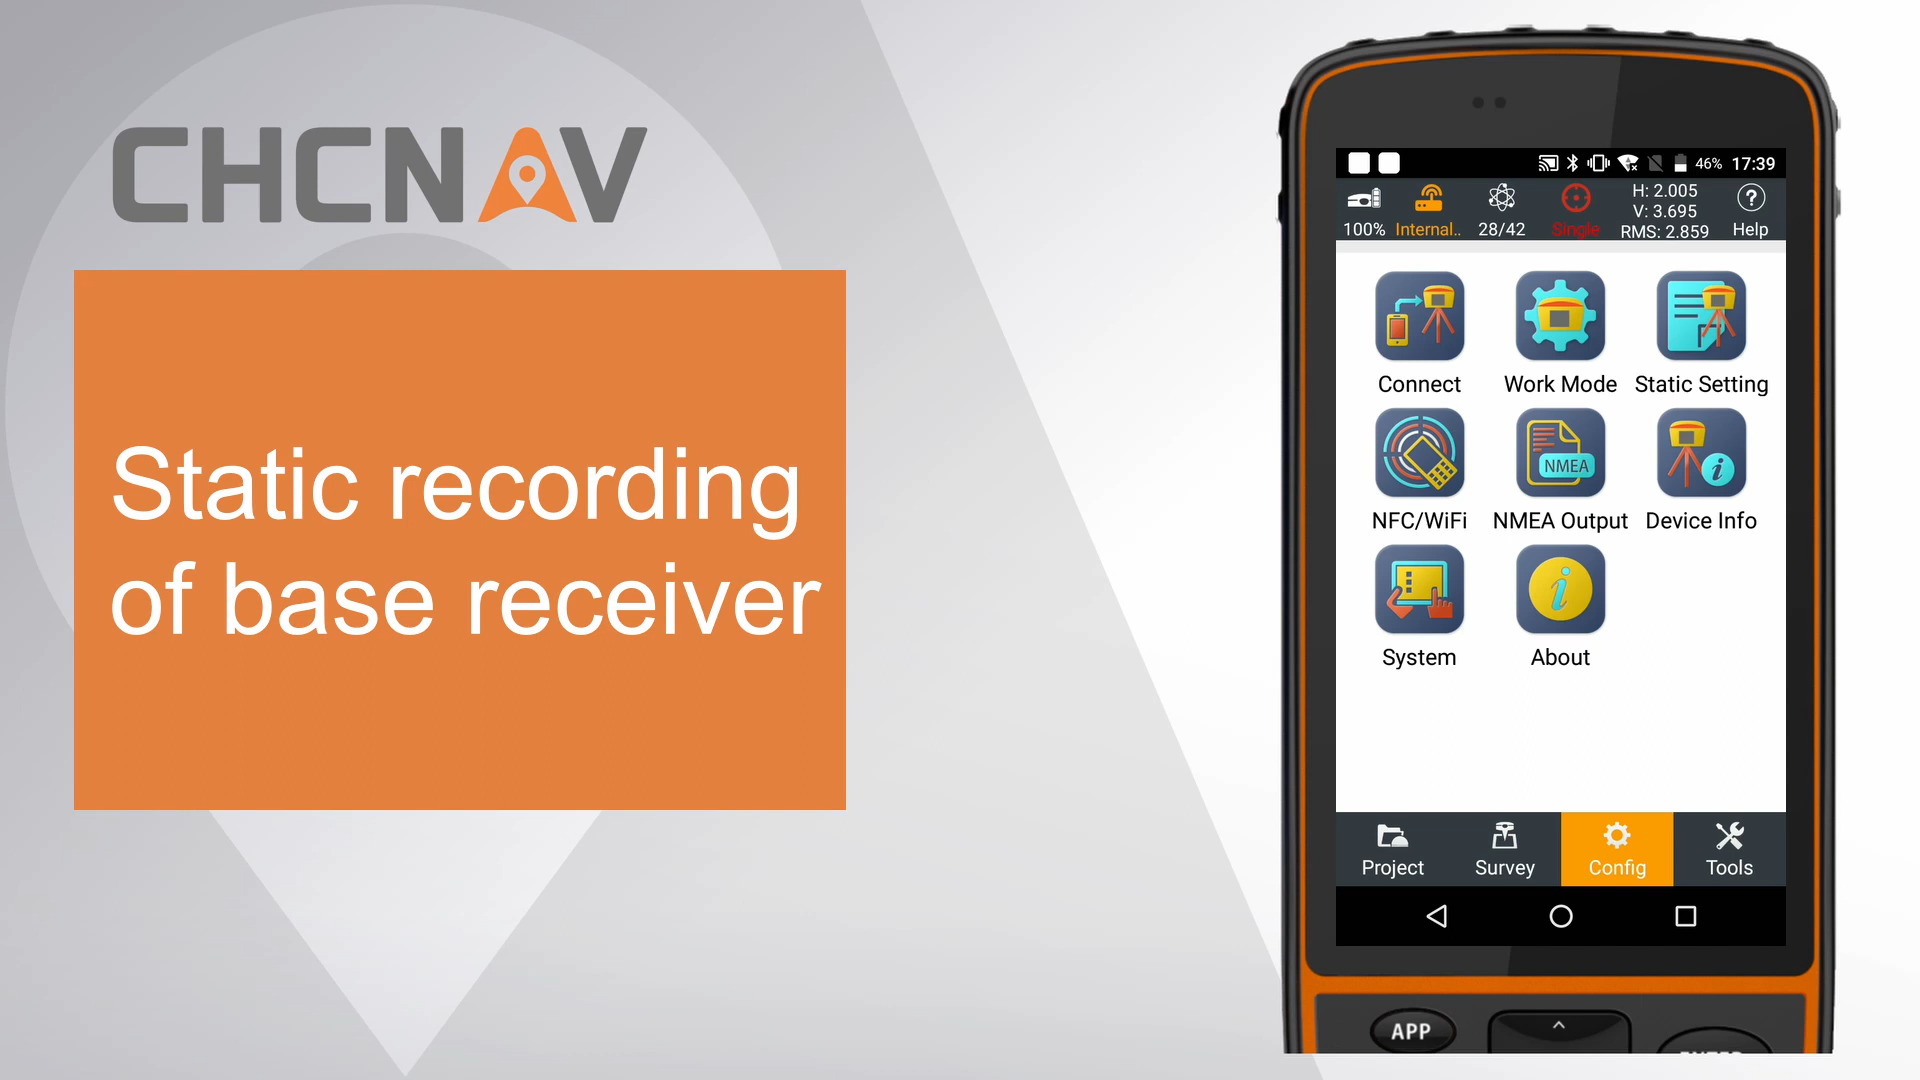 CHCNAV
Static recording
of base receiver
46% 17:39
100% Internal.. 28/42 Single
H: 2.005
V: 3.695
RMS: 2.859
Help
Connect Work Mode Static Setting
NMEA
NFC/WiFi NMEA Output Device Info
System About
Project Survey Config Tools
APP